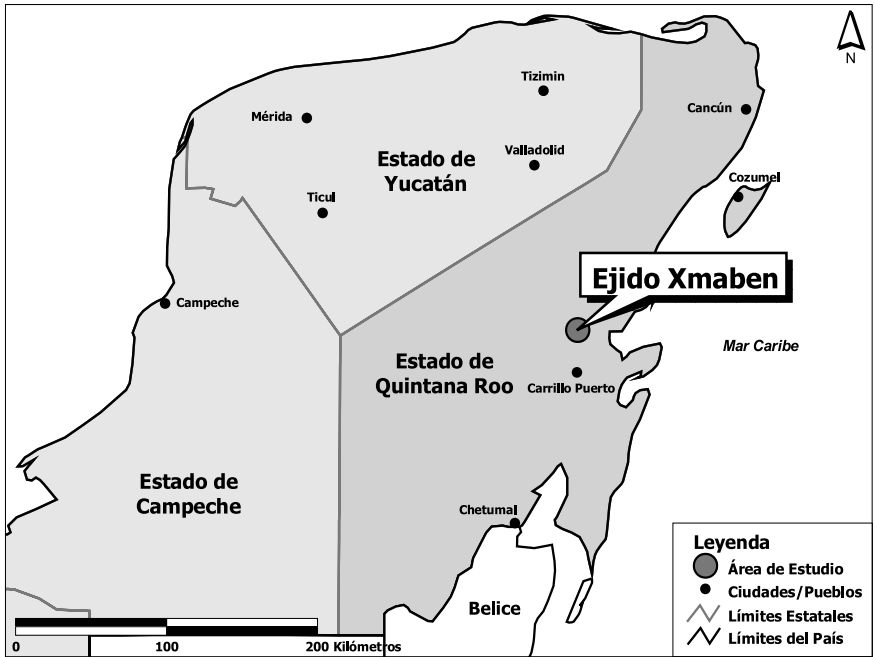 N
Tizimin
Mérida
Cancún
Valladolid
Estado de
Yucatán
Cozumel
Ticul
Ejido Xmaben
Campeche
Mar Caribe
Estado de
Quintana Roo
Carrillo Puerto
Estado de
Campeche
Chetumal
Belice
Leyenda
Área de Estudio
Ciudades/Pueblos
Límites Estatales
Límites del País
0 100 200 Kilómetros